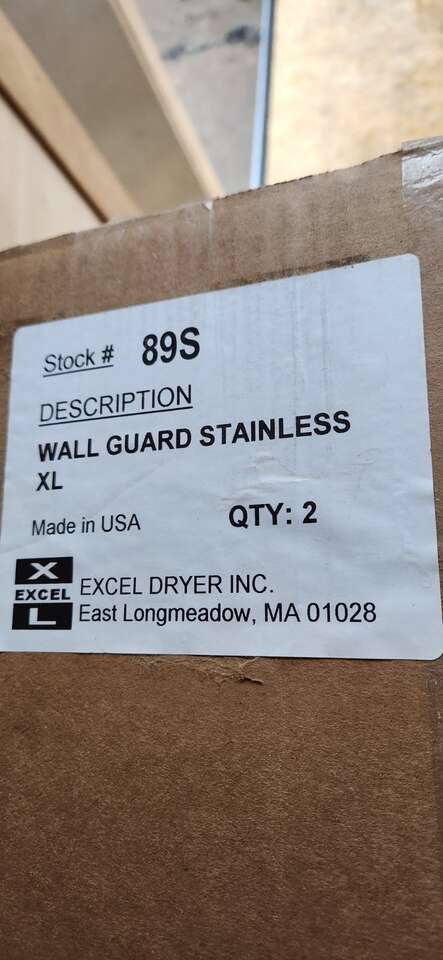 Stock # 89S
DESCRIPTION
WALL GUARD STAINLESS
XL
Made in USA QTY: 2
X
EXCEL
L
EXCEL DRYER INC.
East Longmeadow, MA 01028